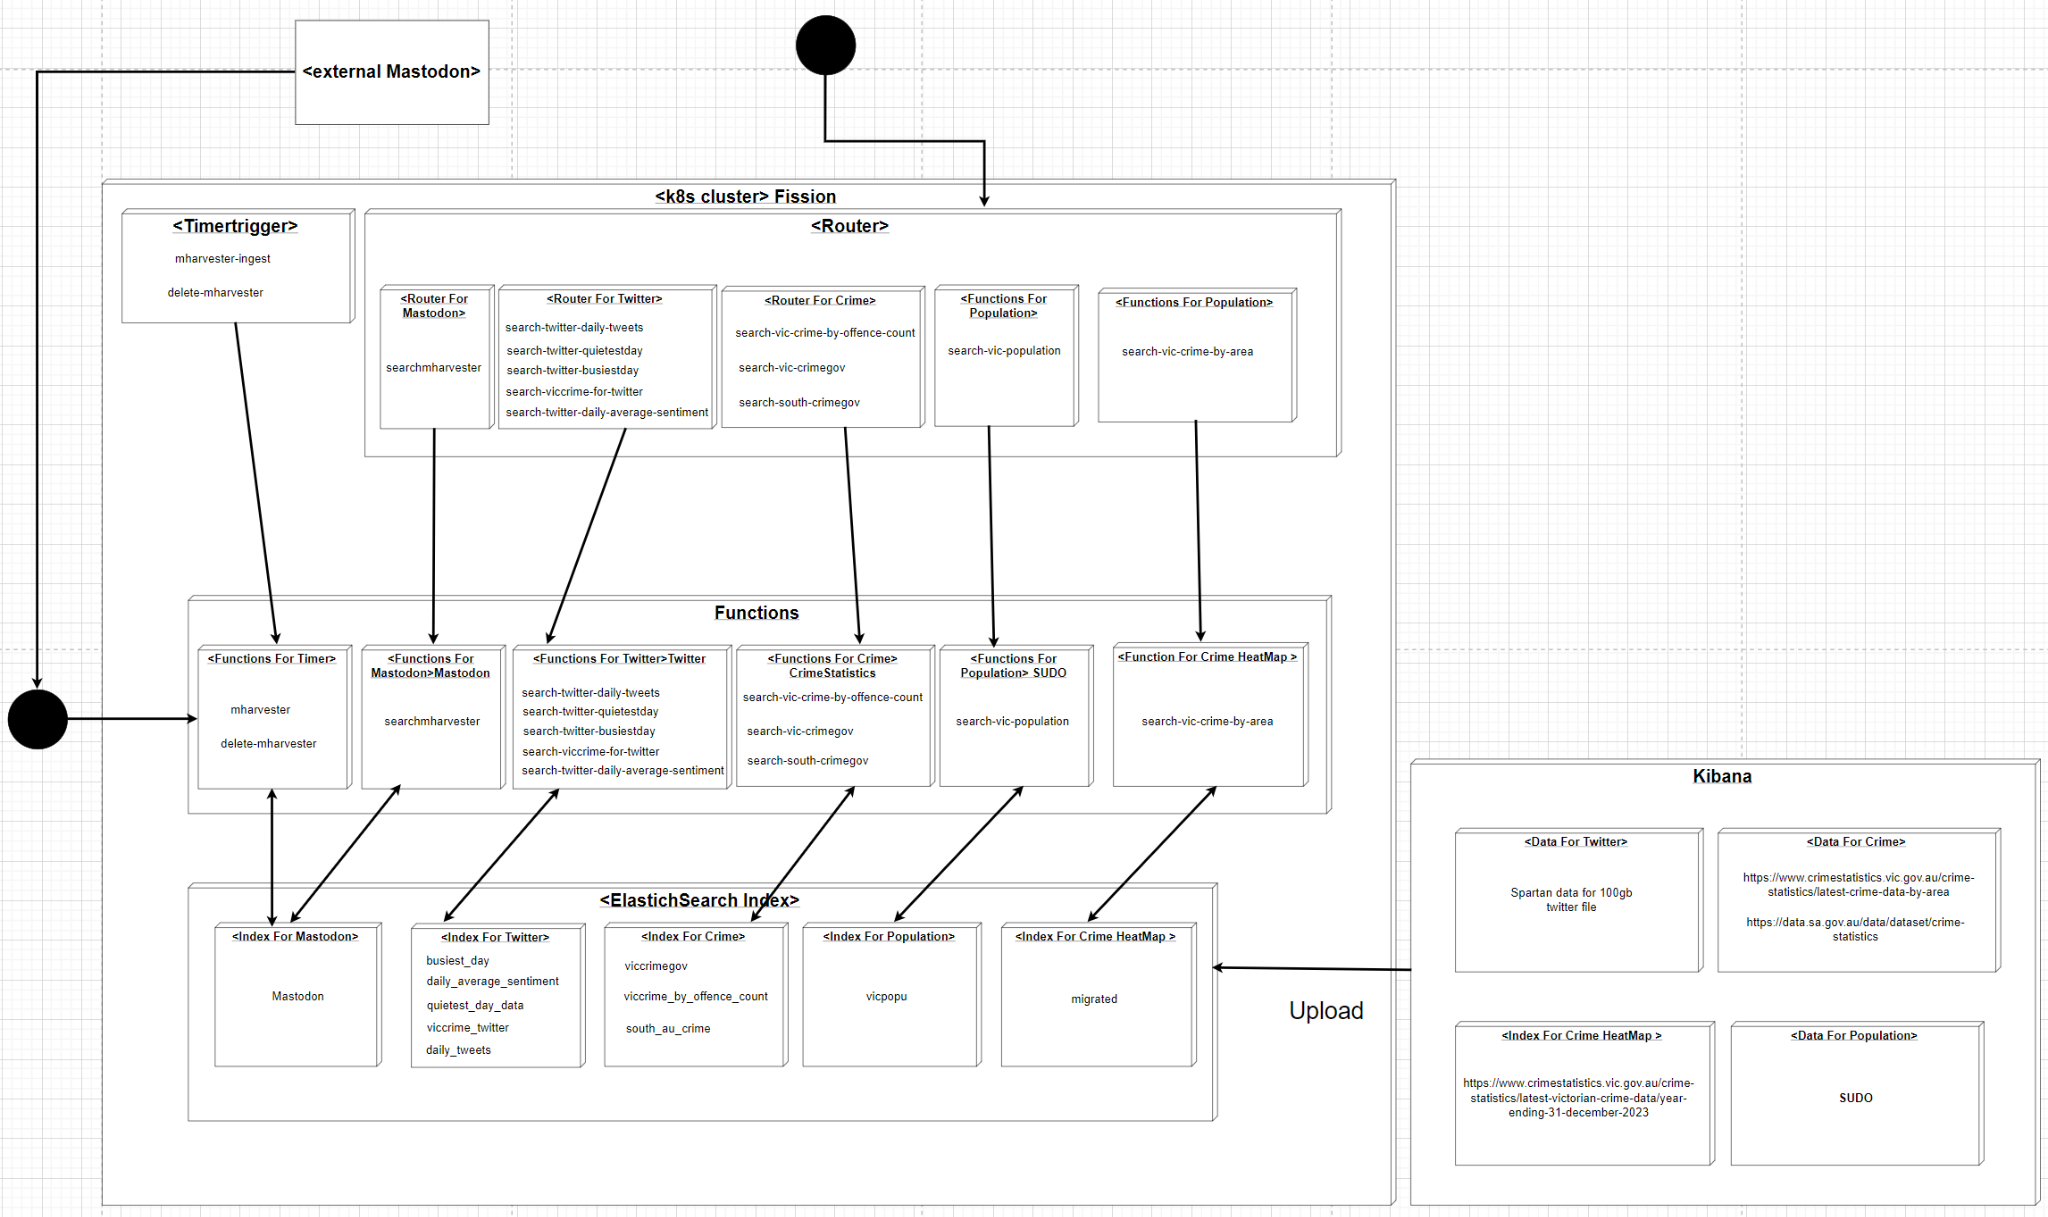 <external Mastodon>
<k8s cluster> Fission
<Timertrigger>
mharvester-ingest
delete-mharvester
<Router>
<Router For
Mastodon>
searchmharvester
<Router For Twitter>
search-twitter-daily-tweets
search-twitter-quietestday
search-twitter-busiestday
search-viccrime-for-twitter
search-twitter-daily-average-sentiment
<Router For Crime>
search-vic-crime-by-offence-count
search-vic-crimegov
search-south-crimegov
<Functions For
Population>
search-vic-population
<Functions For Population>
search-vic-crime-by-area
Functions
<Functions For Timer>
mharvester
delete-mharvester
<Functions For
Mastodon>Mastodon
searchmharvester
<Functions For Twitter>Twitter
search-twitter-daily-tweets
search-twitter-quietestday
search-twitter-busiestday
search-viccrime-for-twitter
search-twitter-daily-average-sentiment
<Functions For Crime>
CrimeStatistics
search-vic-crime-by-offence-count
search-vic-crimegov
search-south-crimegov
<Functions For
Population> SUDO
search-vic-population
<Function For Crime HeatMap >
search-vic-crime-by-area
<ElastichSearch Index>
<Index For Mastodon>
Mastodon
<Index For Twitter>
busiest_day
daily_average_sentiment
quietest_day_data
viccrime_twitter
daily_tweets
<Index For Crime>
viccrimegov
viccrime_by_offence_count
south_au_crime
<Index For Population>
vicpopu
<Index For Crime HeatMap >
migrated
Upload
Kibana
<Data For Twitter>
Spartan data for 100gb
twitter file
<Data For Crime>
https://www.crimestatistics.vic.gov.au/crime-
statistics/latest-crime-data-by-area
https://data.sa.gov.au/data/dataset/crime-
statistics
<Index For Crime HeatMap >
https://www.crimestatistics.vic.gov.au/crime-
statistics/latest-victorian-crime-data/year-
ending-31-december-2023
<Data For Population>
SUDO